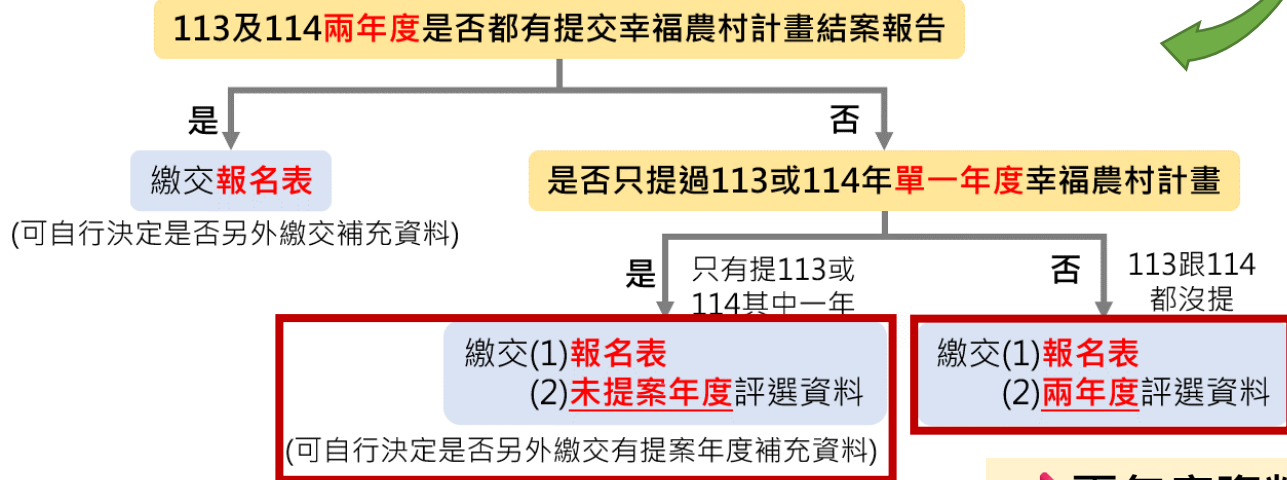 113及114兩年度是否都有提交幸福農村計畫結案報告
是
否
繳交報名表
是否只提過113或114年單一年度幸福農村計畫
(可自行決定是否另外繳交補充資料)
是
只有提113或
114其中一年
否
113跟114
都沒提
繳交(1)報名表
(2)未提案年度評選資料
繳交(1)報名表
(2)兩年度評選資料
(可自行決定是否另外繳交有提案年度補充資料)